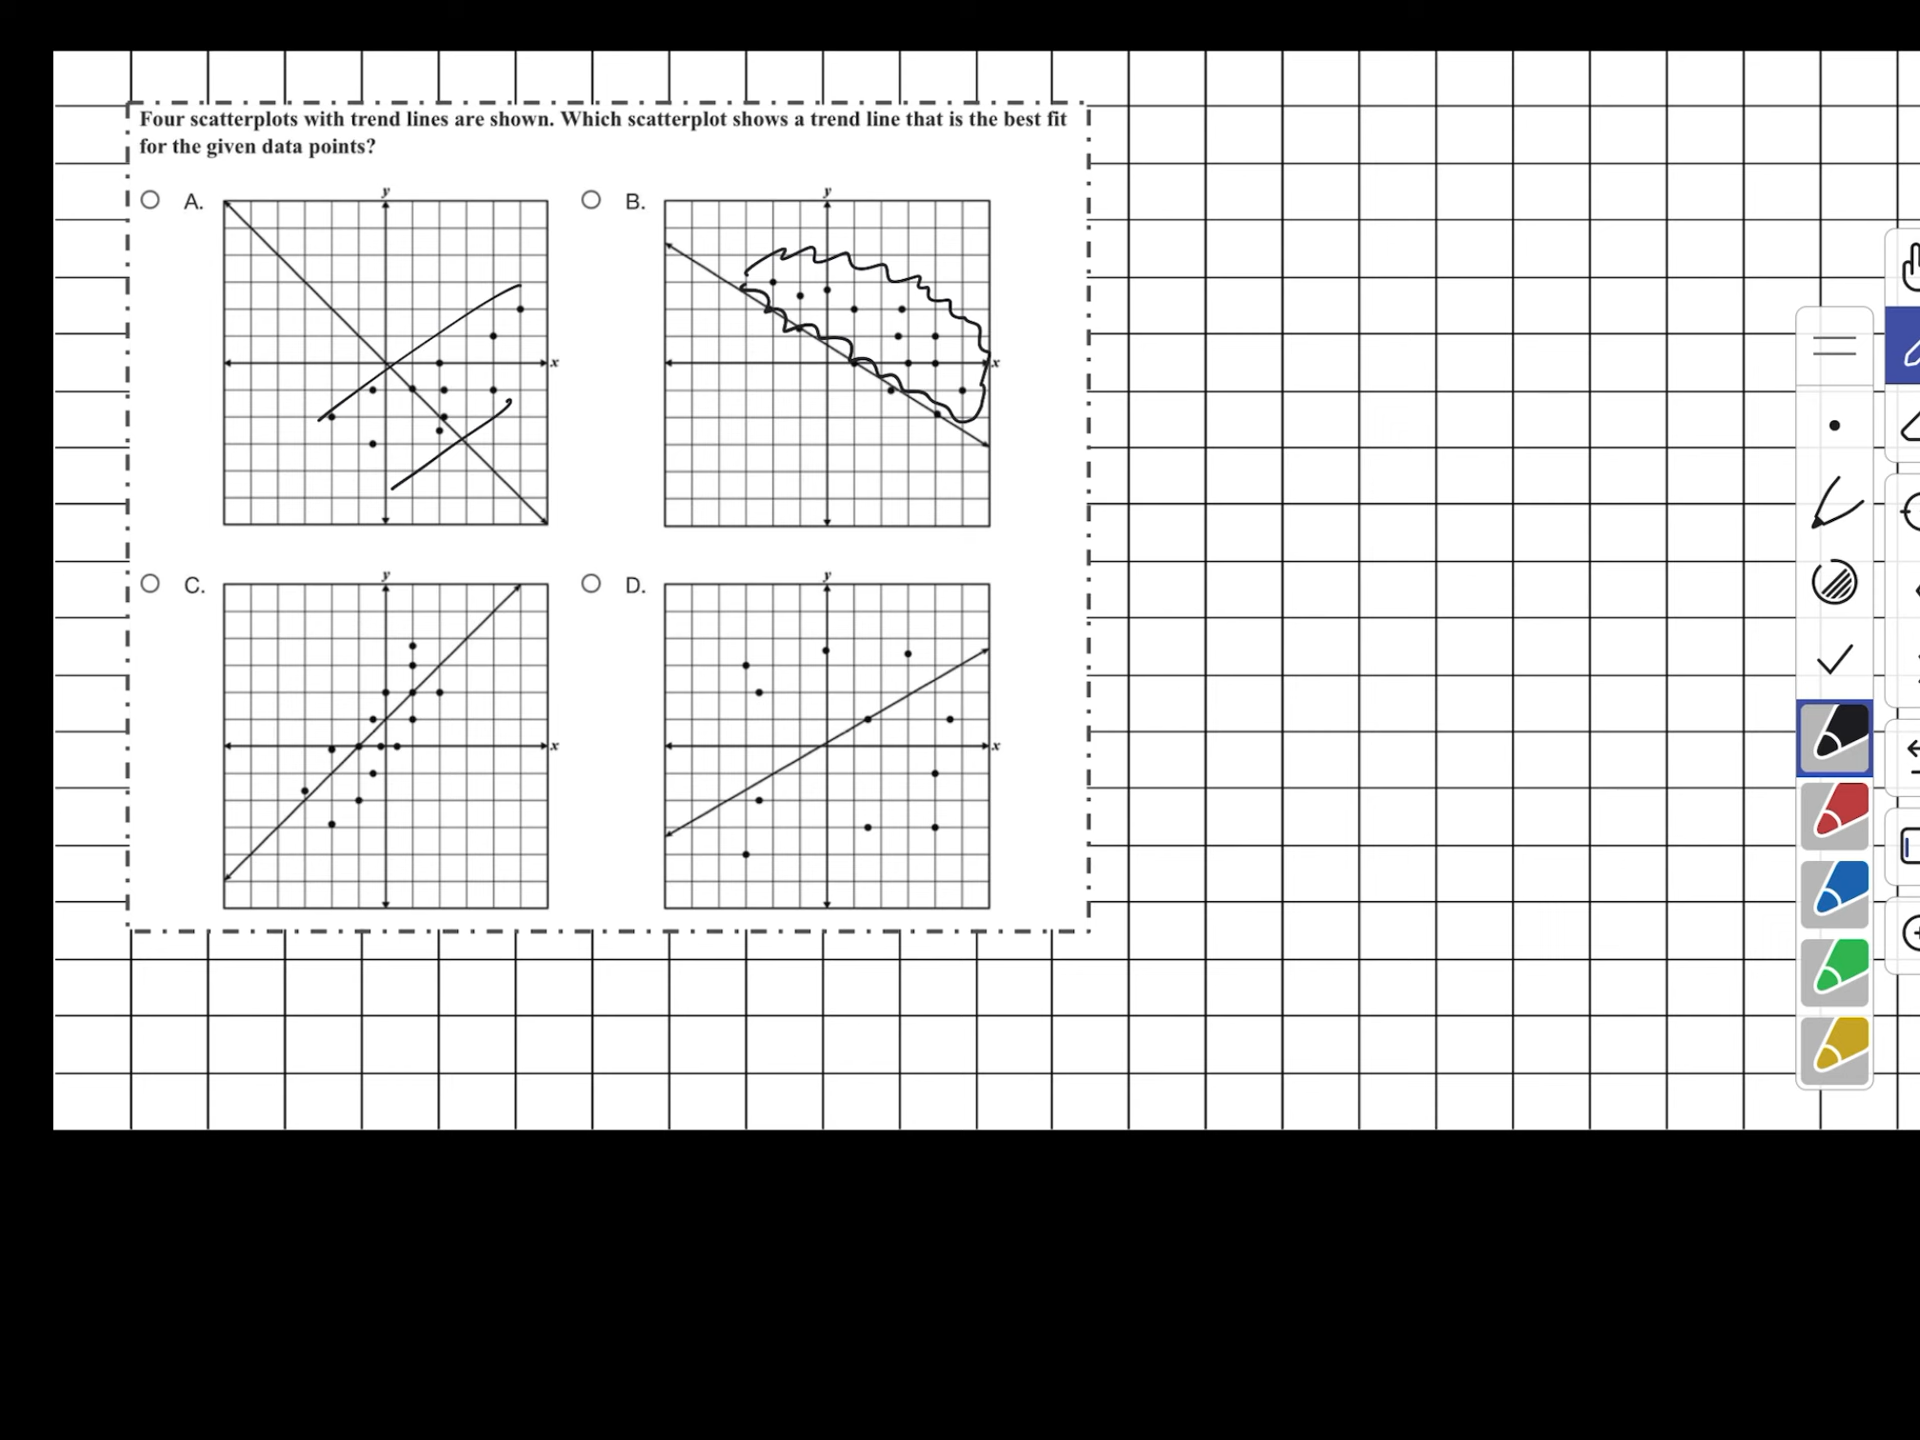 Four scatterplots with trend lines are shown. Which scatterplot shows a trend line that is the best fit
for the given data points?
A.
y
x
B.
y
x
C.
y
x
D.
y
x